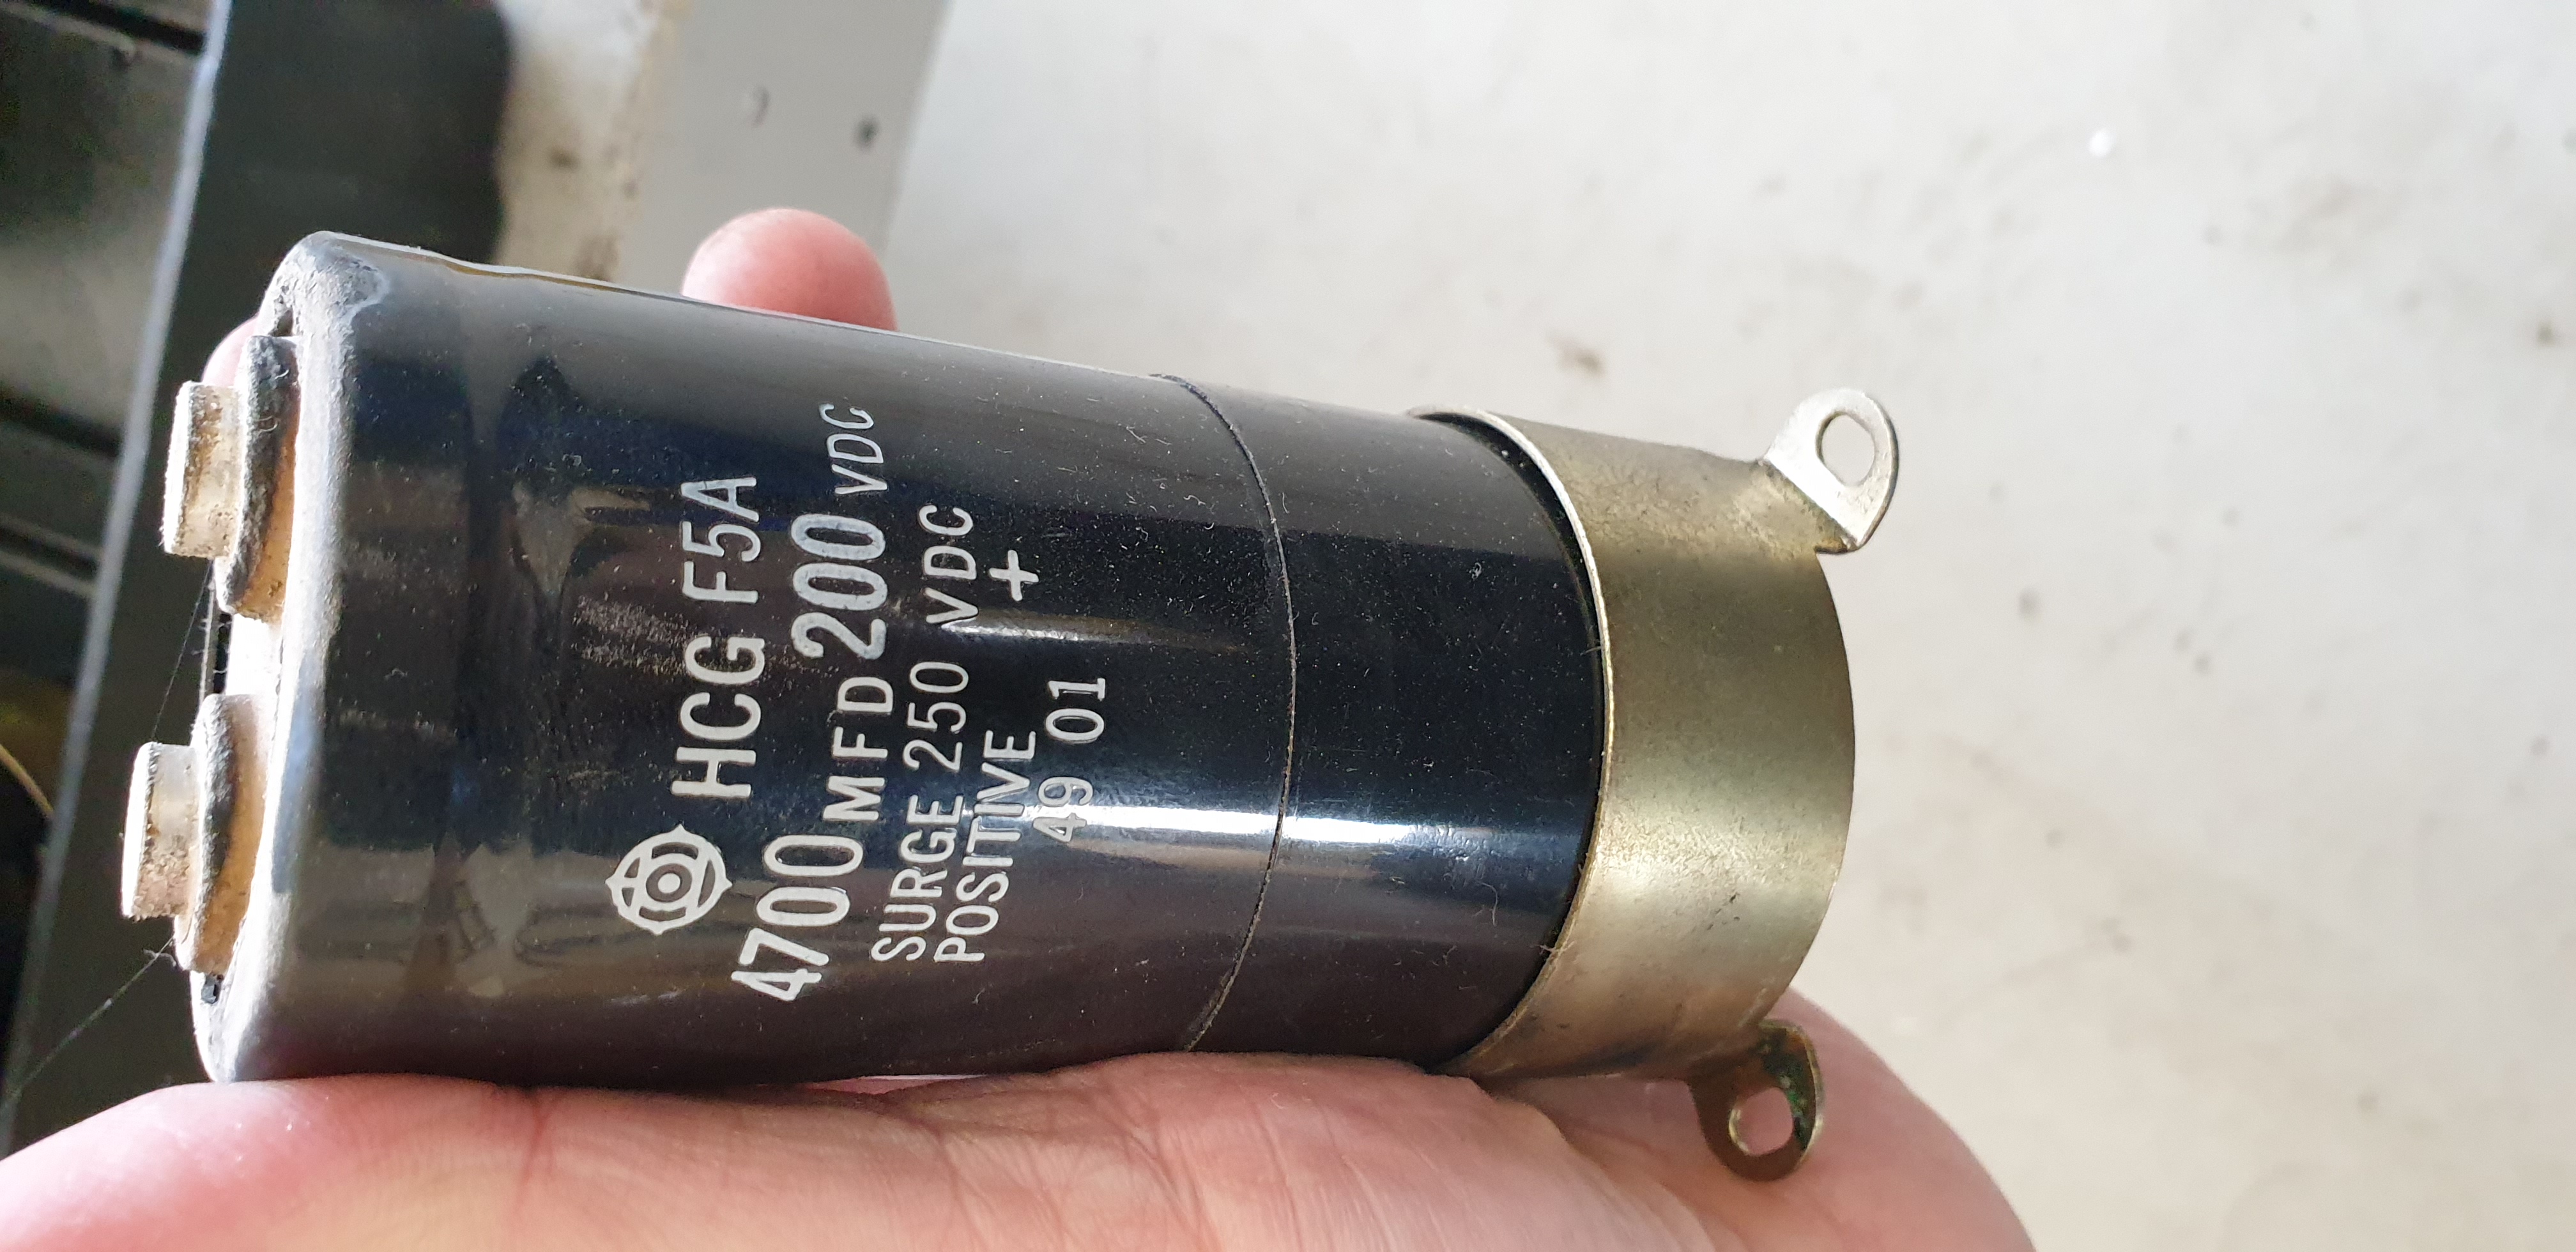 HCG F5A
4700 MFD 200 VDC
SURGE 250 VDC
POSITIVE +
49 01